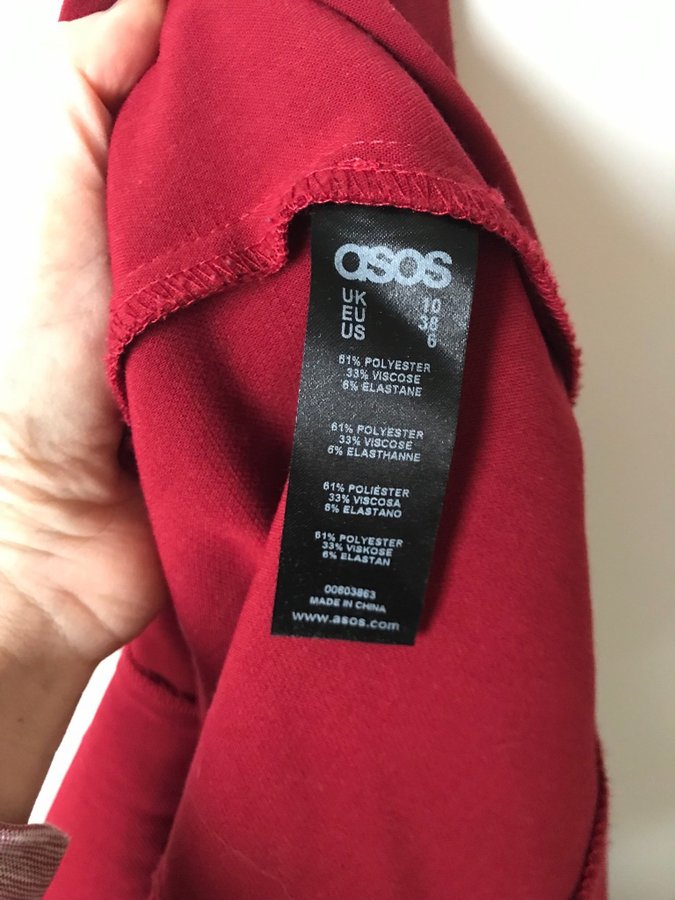 asos
UK 10
EU 38
US 6
61% POLYESTER
33% VISCOSE
6% ELASTANE
61% POLYESTER
33% VISCOSE
6% ELASTHANNE
61% POLIÉSTER
33% VISCOSA
6% ELASTANO
61% POLYESTER
33% VISKOSE
6% ELASTAN
00603863
MADE IN CHINA
www.asos.com